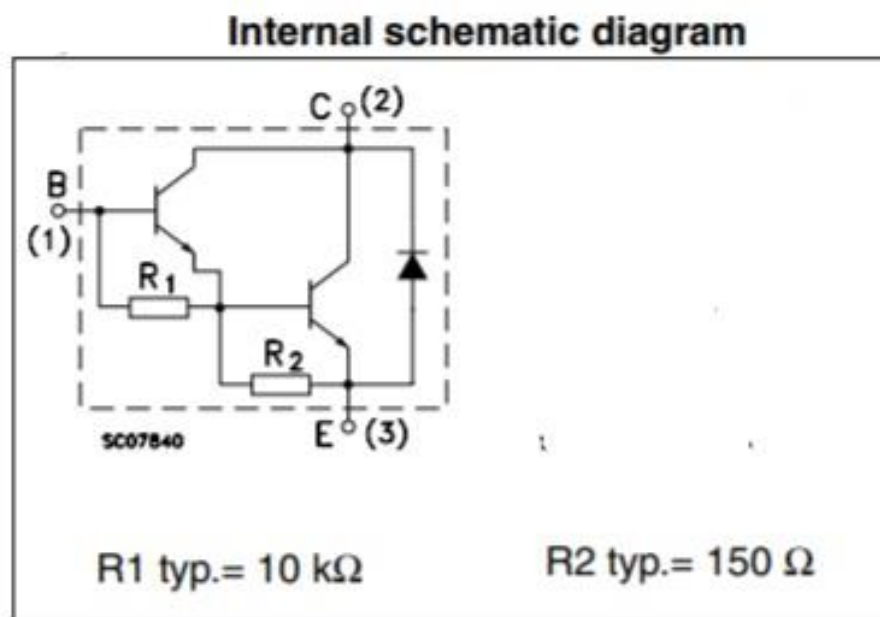 Internal schematic diagram
C (2)
B
(1)
R1
R2
SC07840
E (3)
R1 typ.= 10 kΩ
R2 typ.= 150 Ω